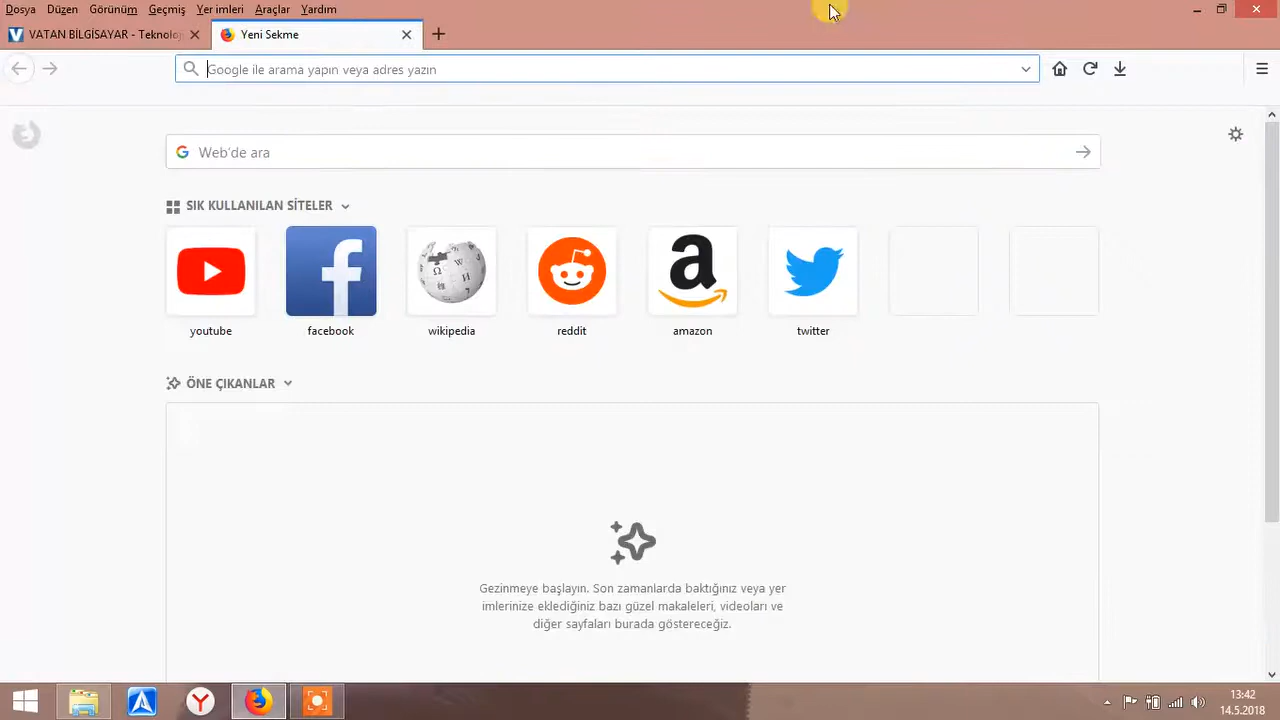 Dosya Düzen Görünüm Geçmiş Yer imleri Araçlar Yardım
VATAN BİLGİSAYAR - Teknoloj
Yeni Sekme
Google ile arama yapın veya adres yazın
Web'de ara
SIK KULLANILAN SİTELER
youtube facebook wikipedia reddit amazon twitter
ÖNE ÇIKANLAR
Gezinmeye başlayın. Son zamanlarda baktığınız veya yer
imlerinize eklediğiniz bazı güzel makaleleri, videoları ve
diğer sayfaları burada göstereceğiz.
13:42
14.5.2018